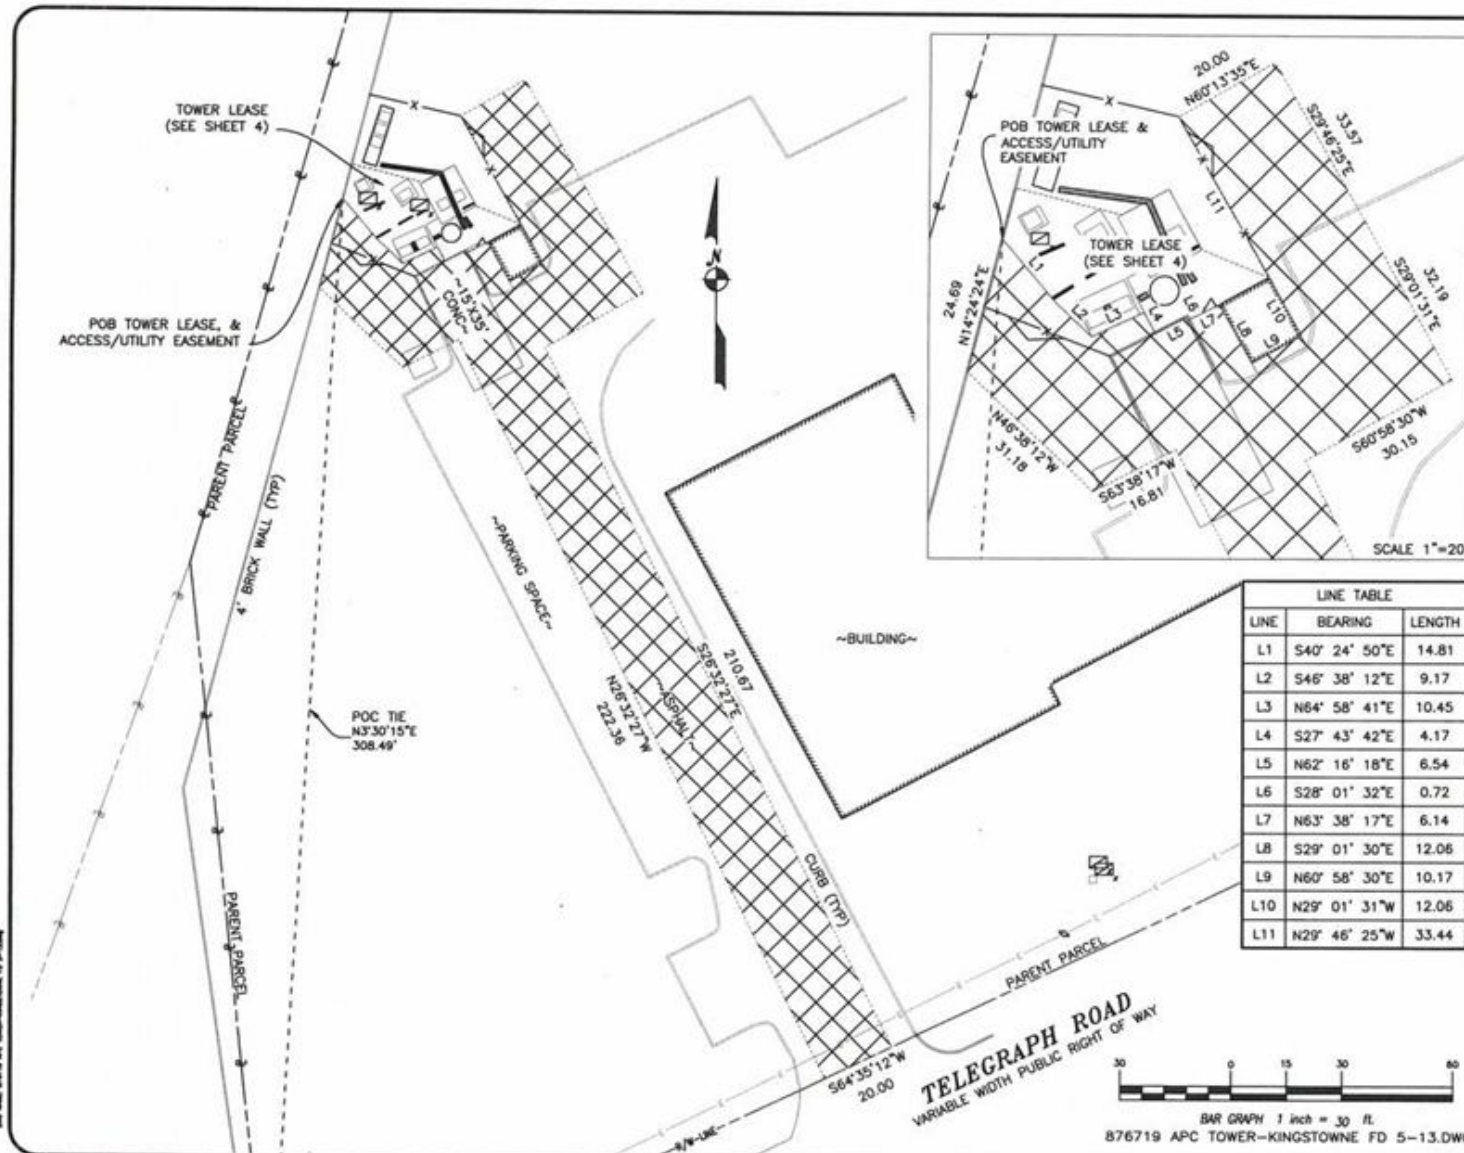 TOWER LEASE
(SEE SHEET 4)
POB TOWER LEASE, &
ACCESS/UTILITY EASEMENT
PARENT PARCEL
4' BRICK WALL (TYP)
POC TIE
N3°30'15"E
308.49'
PARENT PARCEL
~15'X35'
CONC~
N
~PARKING SPACE~
N26°32'27"W
222.36
~ASPHALT~
210.67
S26°32'27"E
~BUILDING~
CURB (TYP)
PARENT PARCEL
S64°35'12"W
20.00
TELEGRAPH ROAD
VARIABLE WIDTH PUBLIC RIGHT OF WAY
R/W-LINE
20.00
N60°13'35"E
33.57
S29°46'25"E
POB TOWER LEASE &
ACCESS/UTILITY
EASEMENT
L11
TOWER LEASE
(SEE SHEET 4)
L1
24.69
N14°24'24"E
L2
L3
L4
L5
L6
L7
L8
L9
L10
32.19
S29°01'31"E
N46°38'12"W
31.18
S63°38'17"W
16.81
S60°58'30"W
30.15
SCALE 1"=20
LINE TABLE
LINE BEARING LENGTH
L1 S40° 24' 50"E 14.81
L2 S46° 38' 12"E 9.17
L3 N64° 58' 41"E 10.45
L4 S27° 43' 42"E 4.17
L5 N62° 16' 18"E 6.54
L6 S28° 01' 32"E 0.72
L7 N63° 38' 17"E 6.14
L8 S29° 01' 30"E 12.06
L9 N60° 58' 30"E 10.17
L10 N29° 01' 31"W 12.06
L11 N29° 46' 25"W 33.44
30 0 15 30 60
BAR GRAPH 1 inch = 30 ft.
876719 APC TOWER-KINGSTOWNE FD 5-13.DW